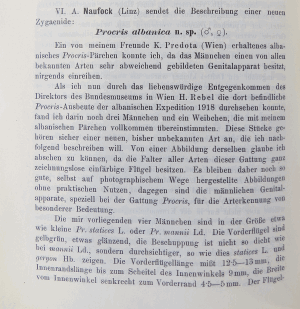 VI. A. Naufock (Linz) sendet die Beschreibung einer neuen
Zygaenide:
Procris albanica n. sp. (♂, ♀).
Ein von meinem Freunde K. Predota (Wien) erhaltenes alba-
nisches Procris-Pärchen konnte ich, da das Männchen einen von allen
bekannten Arten sehr abweichend gebildeten Genitalapparat besitzt,
nirgends einreihen.
Als ich nun durch das liebenswürdige Entgegenkommen des
Direktors des Bundesmuseums in Wien H. Rebel die dort befindliche
Procris-Ausbeute der albanischen Expedition 1918 durchsehen konnte,
fand ich darin noch drei Männchen und ein Weibchen, die mit meinem
albanischen Pärchen vollkommen übereinstimmten. Diese Stücke ge-
hören sicher einer neuen, bisher unbekannten Art an, die ich nach-
folgend beschreiben will. Von einer Abbildung derselben glaube ich
absehen zu können, da die Falter aller Arten dieser Gattung ganz
zeichnungslose einfärbige Flügel besitzen. Es bleiben daher noch so
gute, selbst auf photographischem Wege hergestellte Abbildungen
ohne praktischen Nutzen, dagegen sind die männlichen Genital-
apparate, speziell bei der Gattung Procris, für die Arterkennung von
besonderer Bedeutung.
Die mir vorliegenden vier Männchen sind in der Größe etwa
wie kleine Pr. statices L. oder Pr. mannii Ld. Die Vorderflügel sind
gelbgrün, etwas glänzend, die Beschuppung ist nicht so dicht wie
bei mannii Ld., sondern durchsichtiger, so wie dies statices L. und
geryon Hb. zeigen. Die Vorderflügellänge mißt 12·5—13 mm, die
Innenrandslänge bis zum Scheitel des Innenwinkels 9 mm, die Breite
vom Innenwinkel senkrecht zum Vorderrand 4·5—5 mm. Der Flügel-